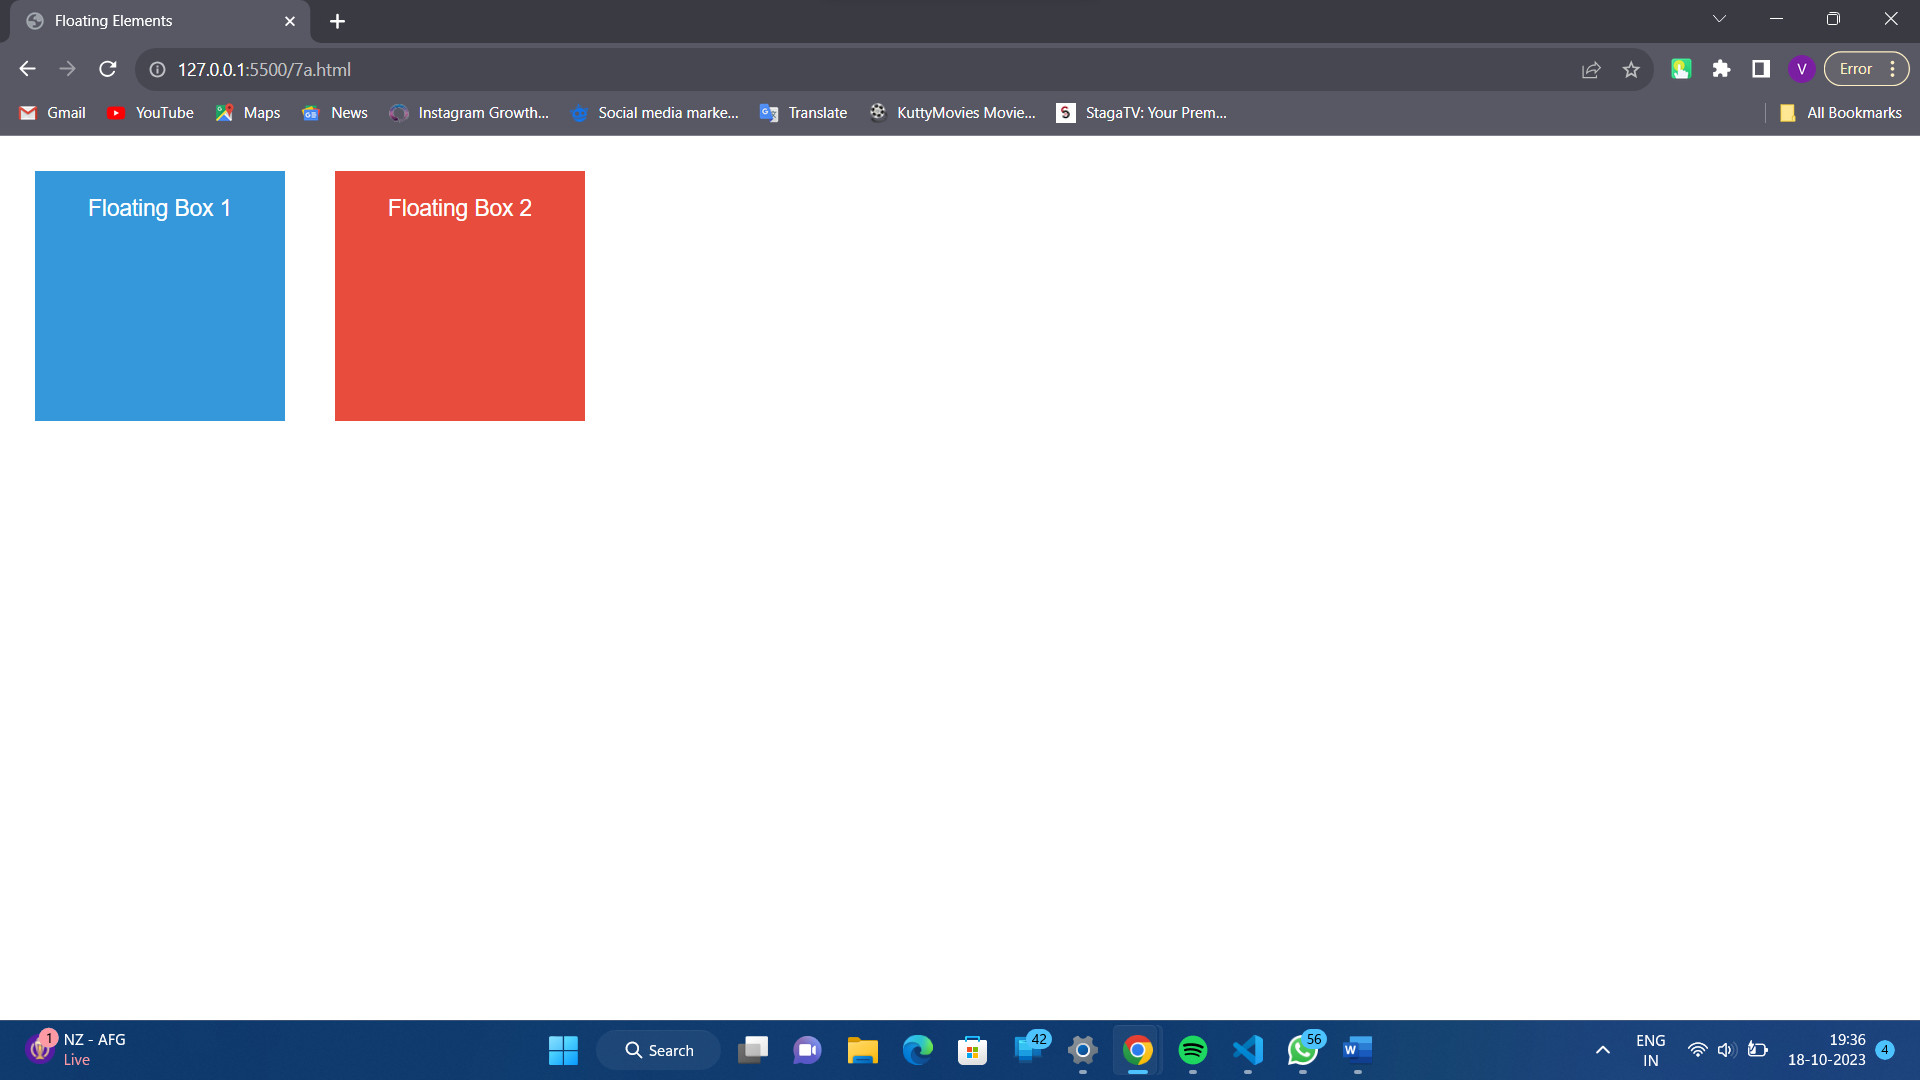 Floating Elements
127.0.0.1:5500/7a.html
V
Error
Gmail YouTube Maps News Instagram Growth... Social media marke... Translate KuttyMovies Movie... StagaTV: Your Prem... All Bookmarks
Floating Box 1 Floating Box 2
1 NZ - AFG
Live
Search
42
56
ENG
IN
19:36
18-10-2023
4